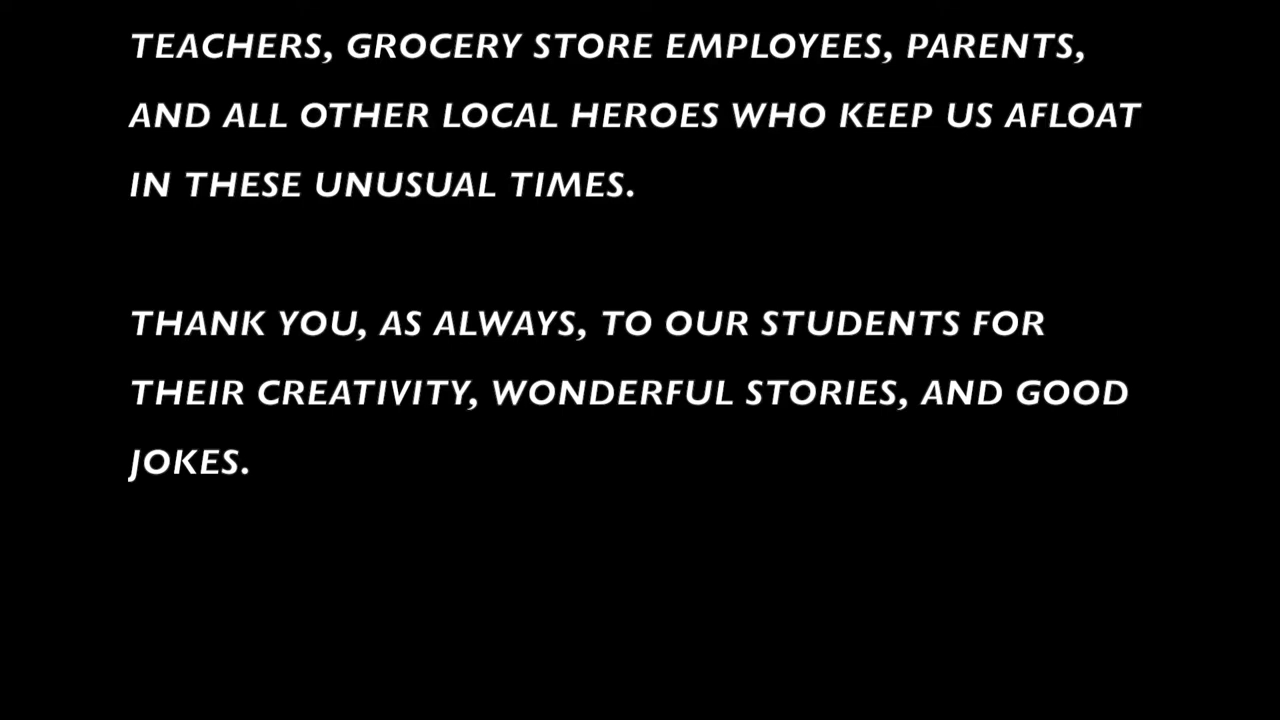 TEACHERS, GROCERY STORE EMPLOYEES, PARENTS,
AND ALL OTHER LOCAL HEROES WHO KEEP US AFLOAT
IN THESE UNUSUAL TIMES.
THANK YOU, AS ALWAYS, TO OUR STUDENTS FOR
THEIR CREATIVITY, WONDERFUL STORIES, AND GOOD
JOKES.